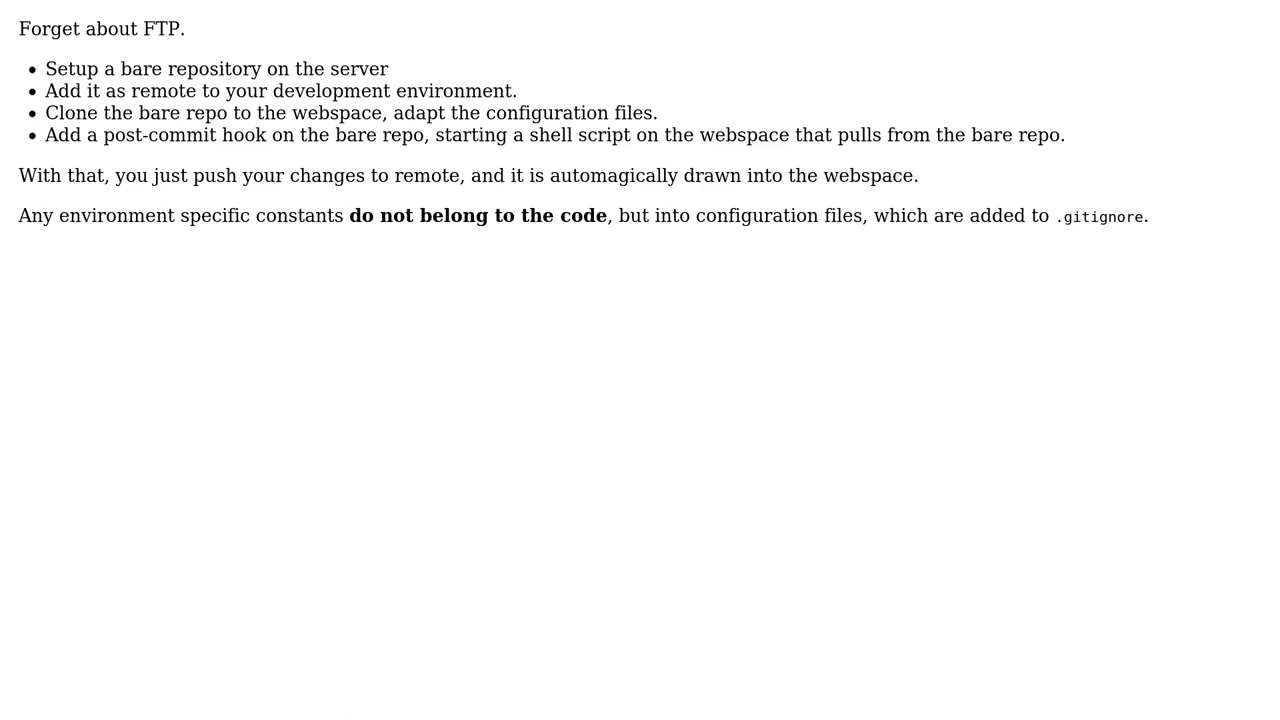 Forget about FTP.
Setup a bare repository on the server
Add it as remote to your development environment.
Clone the bare repo to the webspace, adapt the configuration files.
Add a post-commit hook on the bare repo, starting a shell script on the webspace that pulls from the bare repo.
With that, you just push your changes to remote, and it is automagically drawn into the webspace.
Any environment specific constants do not belong to the code, but into configuration files, which are added to .gitignore.